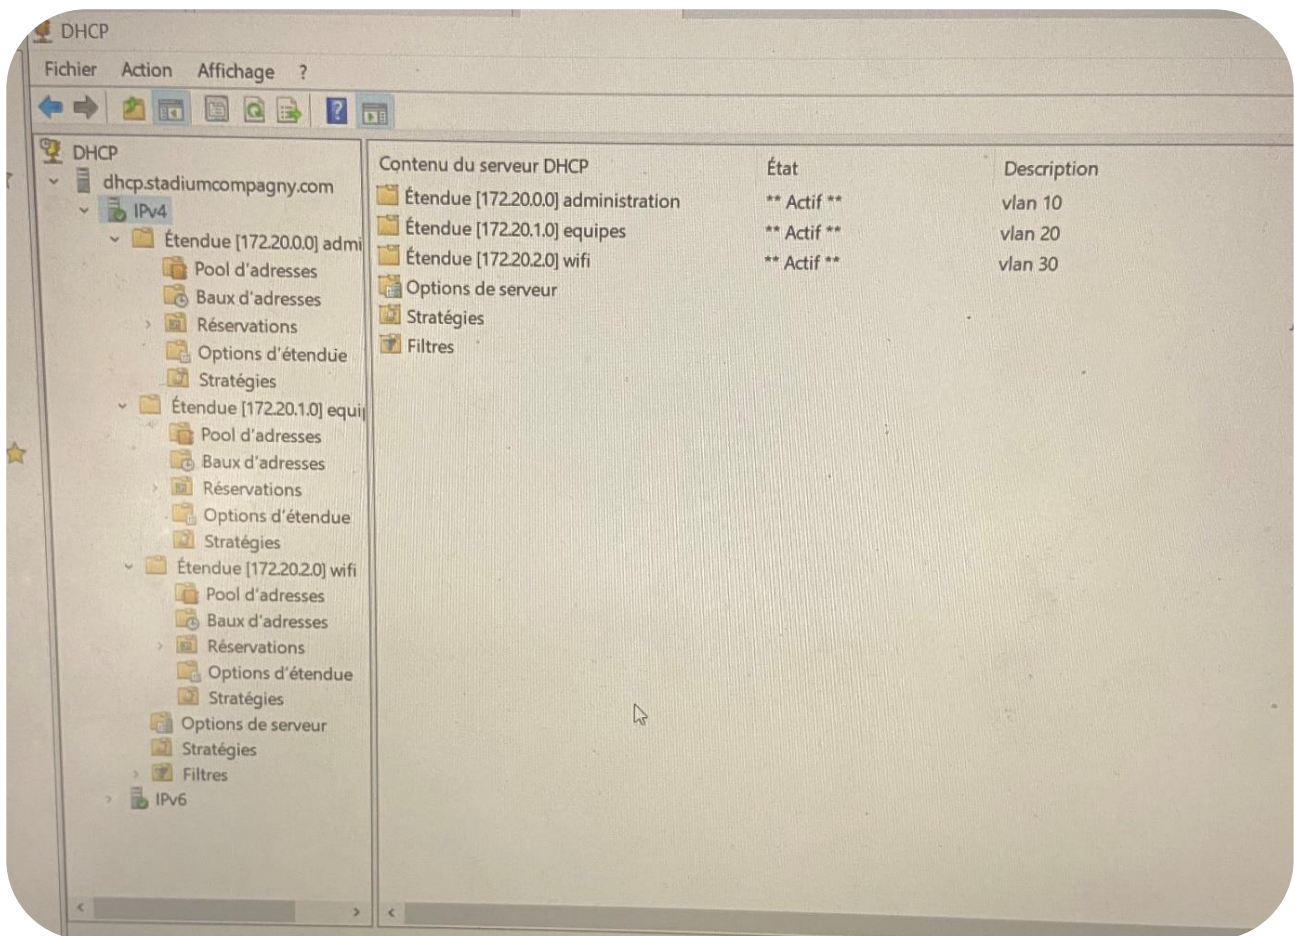 DHCP
Fichier Action Affichage ?
DHCP
dhcp.stadiumcompagny.com
IPv4
Étendue [172.20.0.0] admi
Pool d'adresses
Baux d'adresses
Réservations
Options d'étendue
Stratégies
Étendue [172.20.1.0] equip
Pool d'adresses
Baux d'adresses
Réservations
Options d'étendue
Stratégies
Étendue [172.20.2.0] wifi
Pool d'adresses
Baux d'adresses
Réservations
Options d'étendue
Stratégies
Options de serveur
Stratégies
Filtres
IPv6
Contenu du serveur DHCP État Description
Étendue [172.20.0.0] administration ** Actif ** vlan 10
Étendue [172.20.1.0] equipes ** Actif ** vlan 20
Étendue [172.20.2.0] wifi ** Actif ** vlan 30
Options de serveur
Stratégies
Filtres